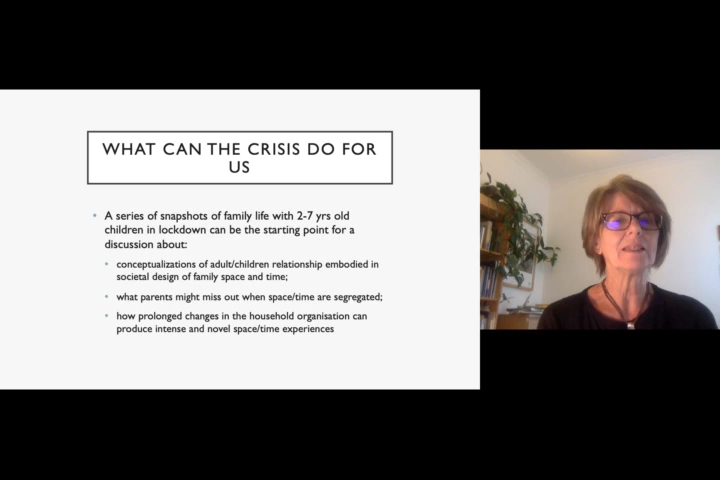 WHAT CAN THE CRISIS DO FOR
US
• A series of snapshots of family life with 2-7 yrs old
children in lockdown can be the starting point for a
discussion about:
• conceptualizations of adult/children relationship embodied in
societal design of family space and time;
• what parents might miss out when space/time are segregated;
• how prolonged changes in the household organisation can
produce intense and novel space/time experiences